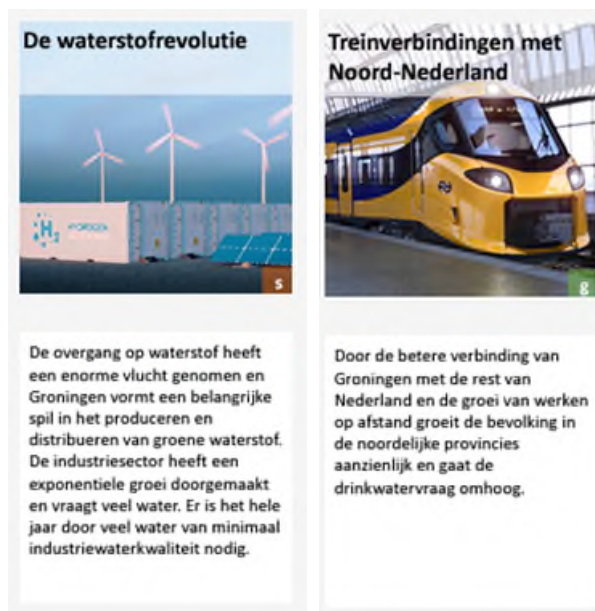 De waterstofrevolutie
H2
HYDROGEN
s
De overgang op waterstof heeft
een enorme vlucht genomen en
Groningen vormt een belangrijke
spil in het produceren en
distribueren van groene waterstof.
De industriesector heeft een
exponentiele groei doorgemaakt
en vraagt veel water. Er is het hele
jaar door veel water van minimaal
industriewaterkwaliteit nodig.
Treinverbindingen met
Noord-Nederland
g
Door de betere verbinding van
Groningen met de rest van
Nederland en de groei van werken
op afstand groeit de bevolking in
de noordelijke provincies
aanzienlijk en gaat de
drinkwatervraag omhoog.